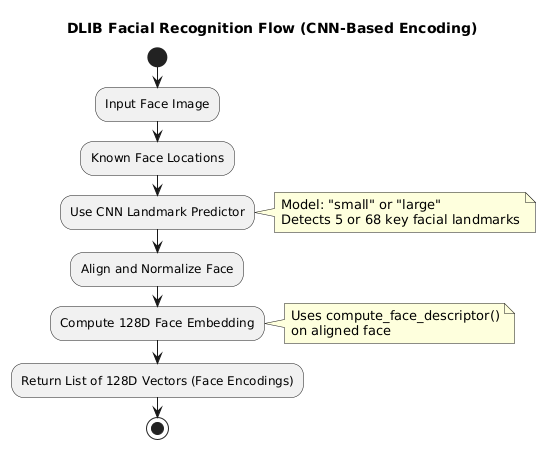 DLIB Facial Recognition Flow (CNN-Based Encoding)
Input Face Image
Known Face Locations
Use CNN Landmark Predictor
Model: "small" or "large"
Detects 5 or 68 key facial landmarks
Align and Normalize Face
Compute 128D Face Embedding
Uses compute_face_descriptor()
on aligned face
Return List of 128D Vectors (Face Encodings)